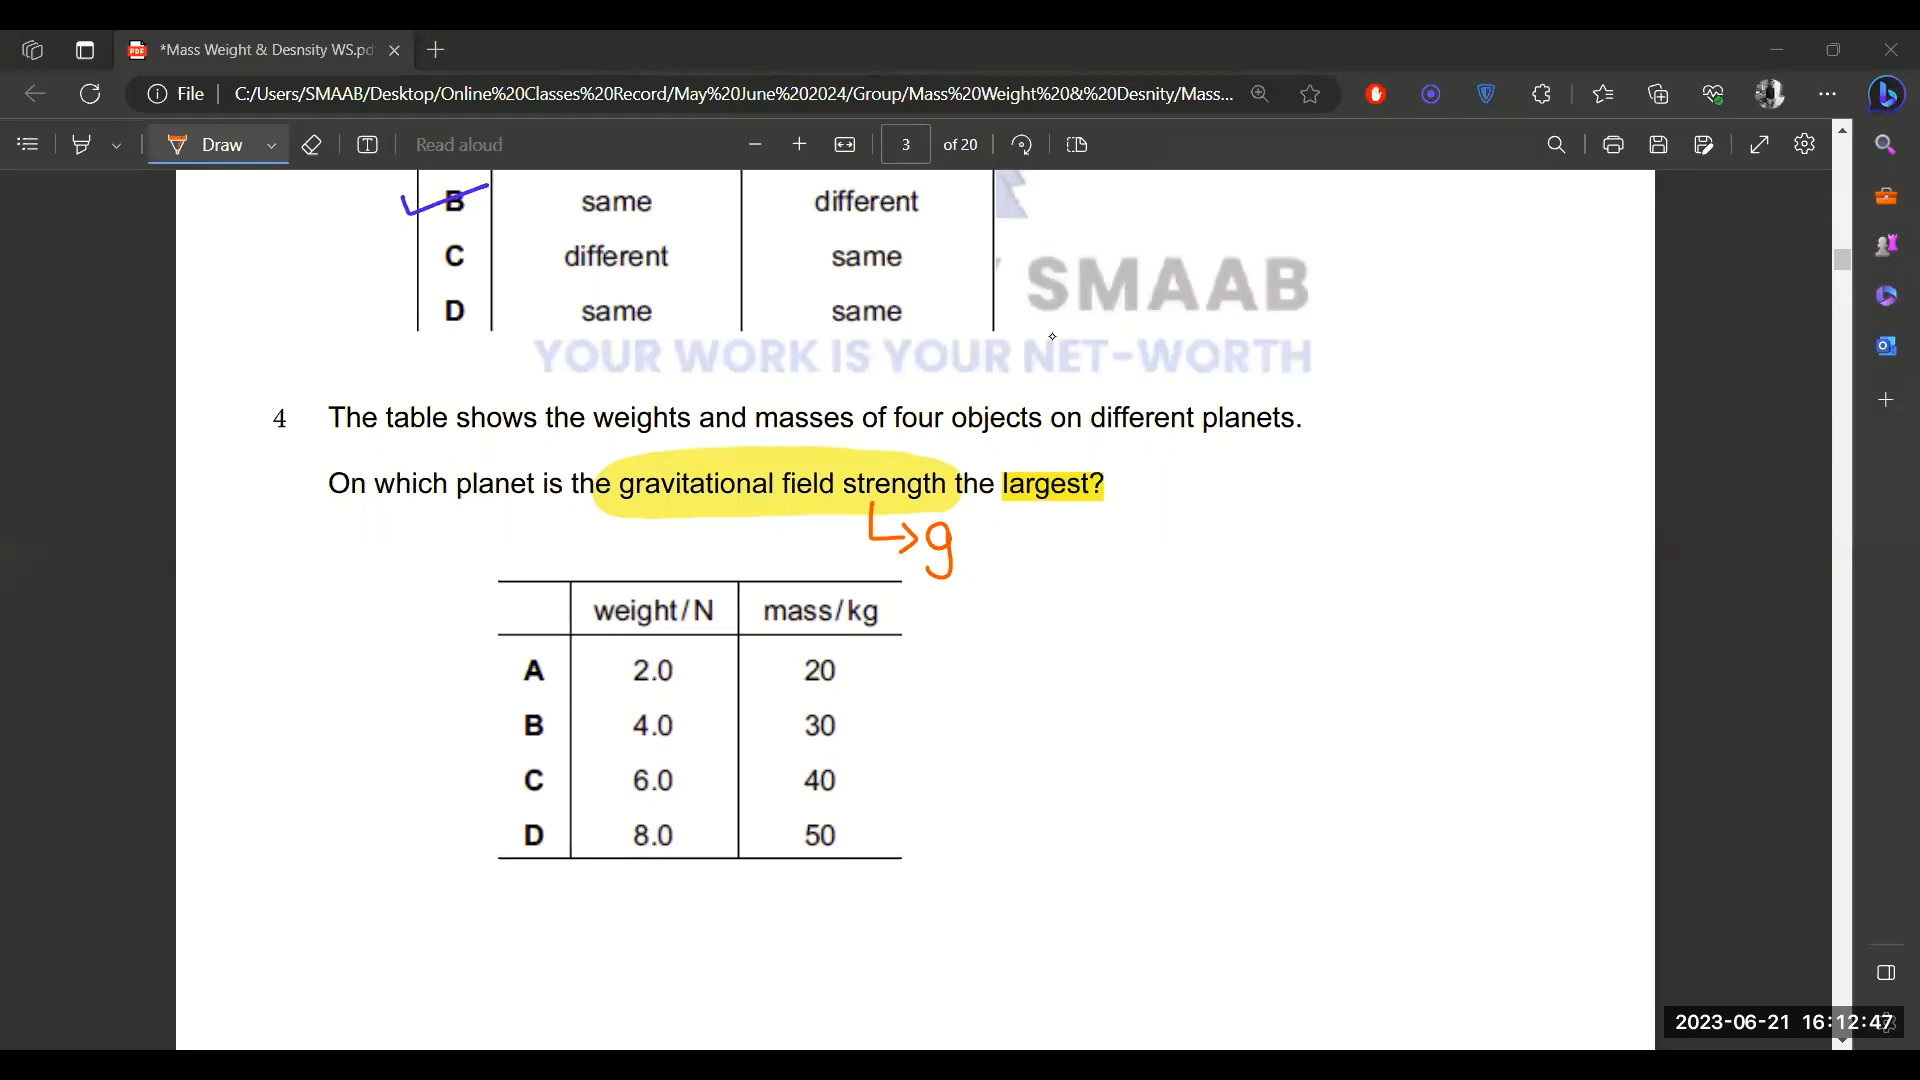 *Mass Weight & Desnsity WS.pd
File
C:/Users/SMAAB/Desktop/Online%20Classes%20Record/May%20June%202024/Group/Mass%20Weight%20&%20Desnity/Mass...
Draw
Read aloud
3 of 20
B same different
C different same
D same same
SMAAB
YOUR WORK IS YOUR NET-WORTH
4 The table shows the weights and masses of four objects on different planets.
On which planet is the gravitational field strength the largest?
g
weight/N mass/kg
A 2.0 20
B 4.0 30
C 6.0 40
D 8.0 50
2023-06-21 16:12:47